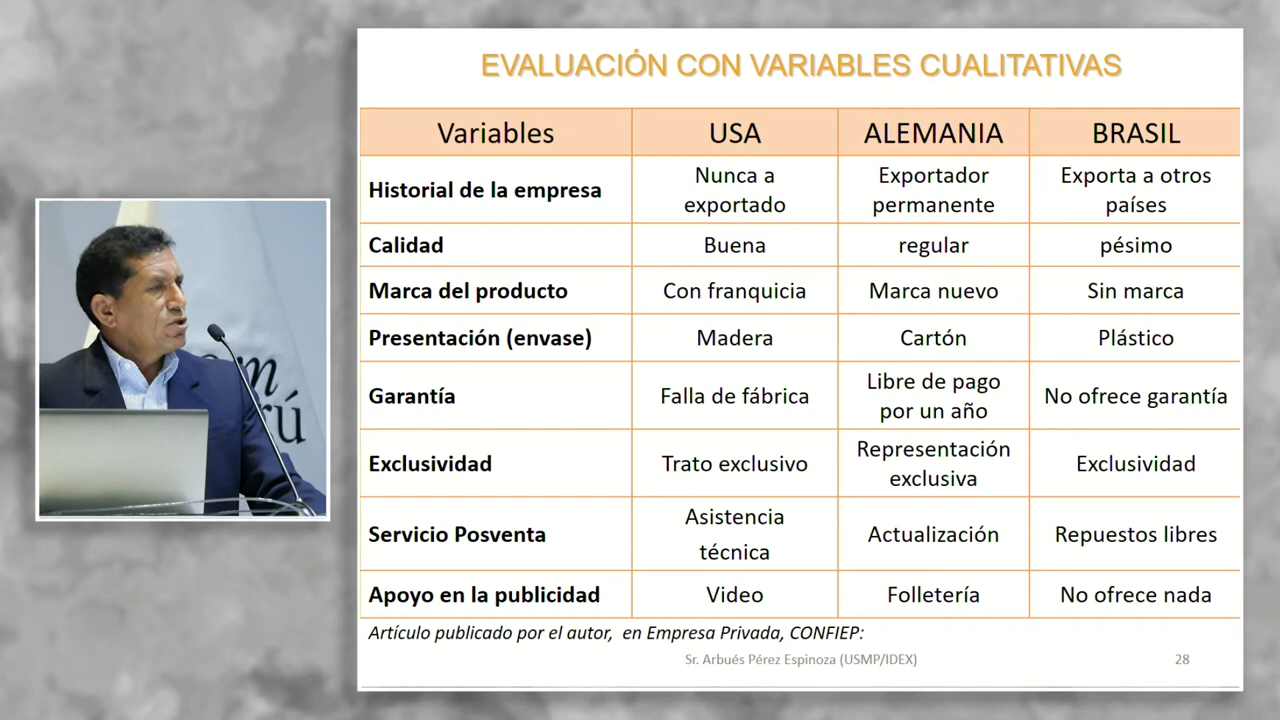 EVALUACIÓN CON VARIABLES CUALITATIVAS
Variables USA ALEMANIA BRASIL
Historial de la empresa Nunca a exportado Exportador permanente Exporta a otros países
Calidad Buena regular pésimo
Marca del producto Con franquicia Marca nuevo Sin marca
Presentación (envase) Madera Cartón Plástico
Garantía Falla de fábrica Libre de pago por un año No ofrece garantía
Exclusividad Trato exclusivo Representación exclusiva Exclusividad
Servicio Posventa Asistencia técnica Actualización Repuestos libres
Apoyo en la publicidad Video Folletería No ofrece nada
Artículo publicado por el autor, en Empresa Privada, CONFIEP:
Sr. Arbués Pérez Espinoza (USMP/IDEX) 28